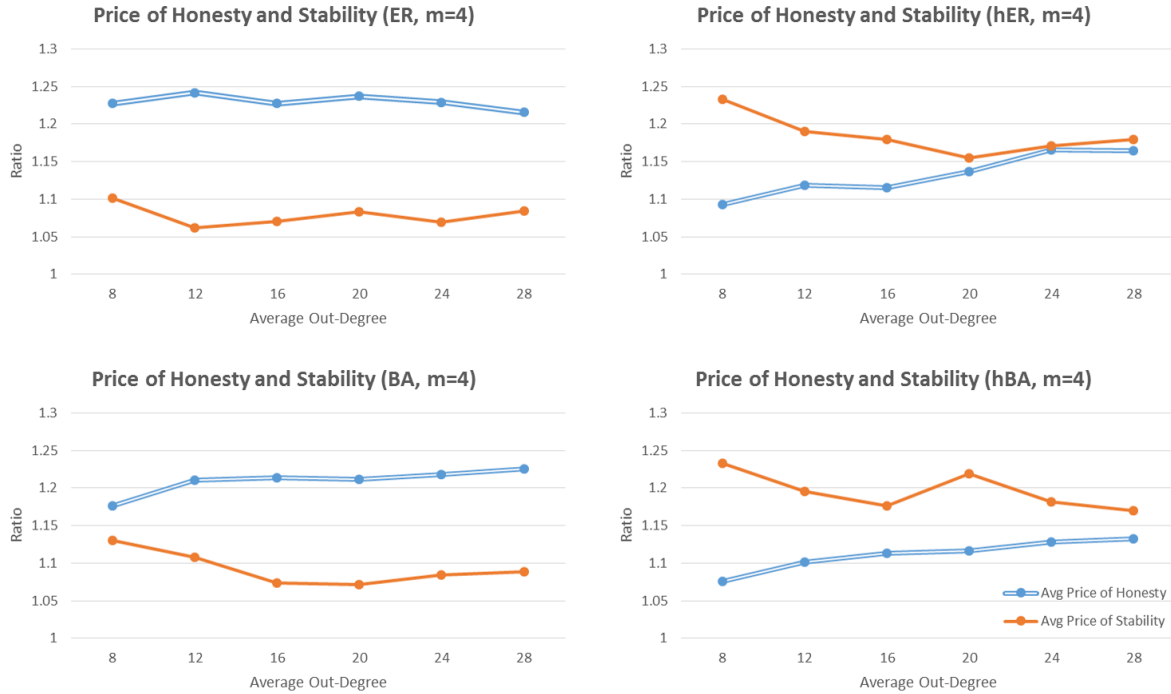 Price of Honesty and Stability (ER, m=4)
1.3
1.25
1.2
1.15
1.1
1.05
1
Ratio
8 12 16 20 24 28
Average Out-Degree
Price of Honesty and Stability (hER, m=4)
1.3
1.25
1.2
1.15
1.1
1.05
1
Ratio
8 12 16 20 24 28
Average Out-Degree
Price of Honesty and Stability (BA, m=4)
1.3
1.25
1.2
1.15
1.1
1.05
1
Ratio
8 12 16 20 24 28
Average Out-Degree
Price of Honesty and Stability (hBA, m=4)
1.3
1.25
1.2
1.15
1.1
1.05
1
Ratio
Avg Price of Honesty
Avg Price of Stability
8 12 16 20 24 28
Average Out-Degree